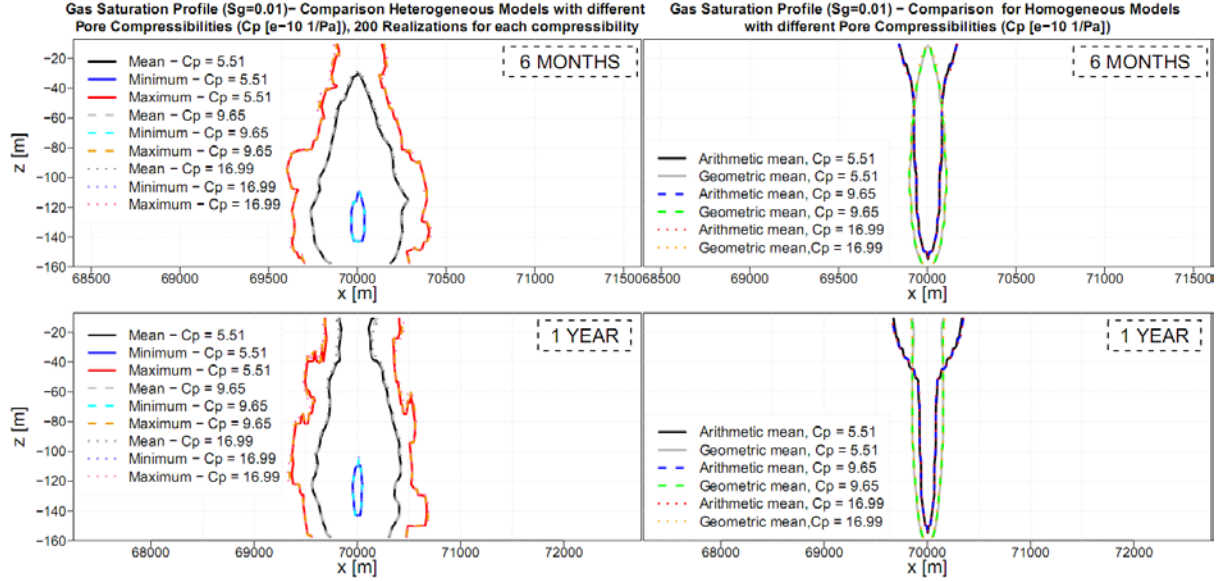 Gas Saturation Profile (Sg=0.01)− Comparison Heterogeneous Models with different
Pore Compressibilities (Cp [e−10 1/Pa]), 200 Realizations for each compressibility
6 MONTHS
Mean − Cp = 5.51
Minimum − Cp = 5.51
Maximum − Cp = 5.51
Mean − Cp = 9.65
Minimum − Cp = 9.65
Maximum − Cp = 9.65
Mean − Cp = 16.99
Minimum − Cp = 16.99
Maximum − Cp = 16.99
z [m]
−20
−40
−60
−80
−100
−120
−140
−160
68500 69000 69500 70000 70500 71000 71500
x [m]
Gas Saturation Profile (Sg=0.01) − Comparison for Homogeneous Models
with different Pore Compressibilities (Cp [e−10 1/Pa])
6 MONTHS
Arithmetic mean, Cp = 5.51
Geometric mean, Cp = 5.51
Arithmetic mean, Cp = 9.65
Geometric mean, Cp = 9.65
Arithmetic mean, Cp = 16.99
Geometric mean, Cp = 16.99
68500 69000 69500 70000 70500 71000 7150
x [m]
1 YEAR
Mean − Cp = 5.51
Minimum − Cp = 5.51
Maximum − Cp = 5.51
Mean − Cp = 9.65
Minimum − Cp = 9.65
Maximum − Cp = 9.65
Mean − Cp = 16.99
Minimum − Cp = 16.99
Maximum − Cp = 16.99
z [m]
−20
−40
−60
−80
−100
−120
−140
−160
68000 69000 70000 71000 72000
x [m]
1 YEAR
Arithmetic mean, Cp = 5.51
Geometric mean, Cp = 5.51
Arithmetic mean, Cp = 9.65
Geometric mean, Cp = 9.65
Arithmetic mean, Cp = 16.99
Geometric mean,Cp = 16.99
68000 69000 70000 71000 72000
x [m]